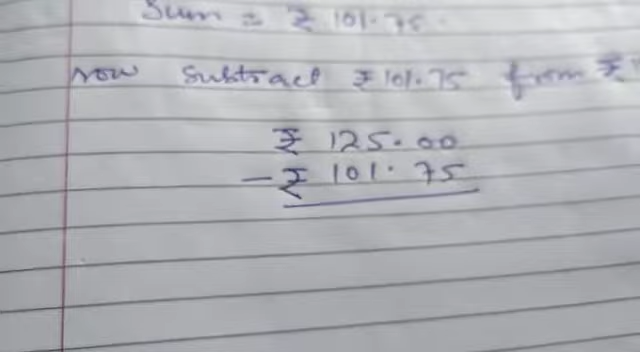 Sum = ₹ 101.75
Now Subtract ₹101.75 from ₹
₹ 125.00
- ₹ 101.75